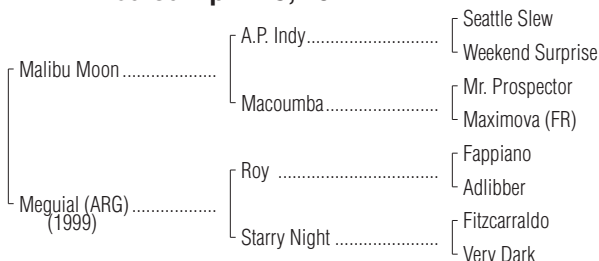 Seattle Slew
A.P. Indy........................
Weekend Surprise
Malibu Moon.................
Mr. Prospector
Macoumba....................
Maximova (FR)
Fappiano
Roy .............................
Adlibber
Meguial (ARG)...............
(1999)
Fitzcarraldo
Starry Night...................
Very Dark